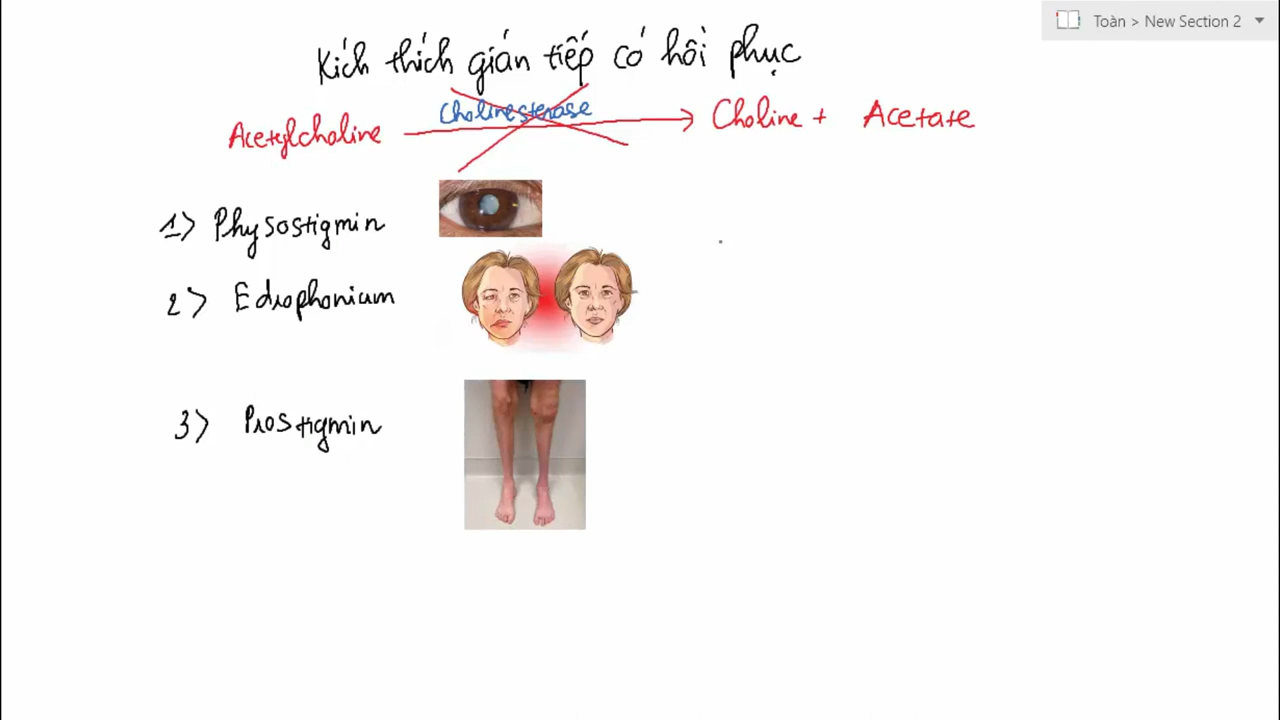 Toàn > New Section 2
Kích thích gián tiếp có hồi phục
Cholinesterase
Acetylcholine → Choline + Acetate
1> Physostigmin
2> Edrophonium
3> Prostigmin